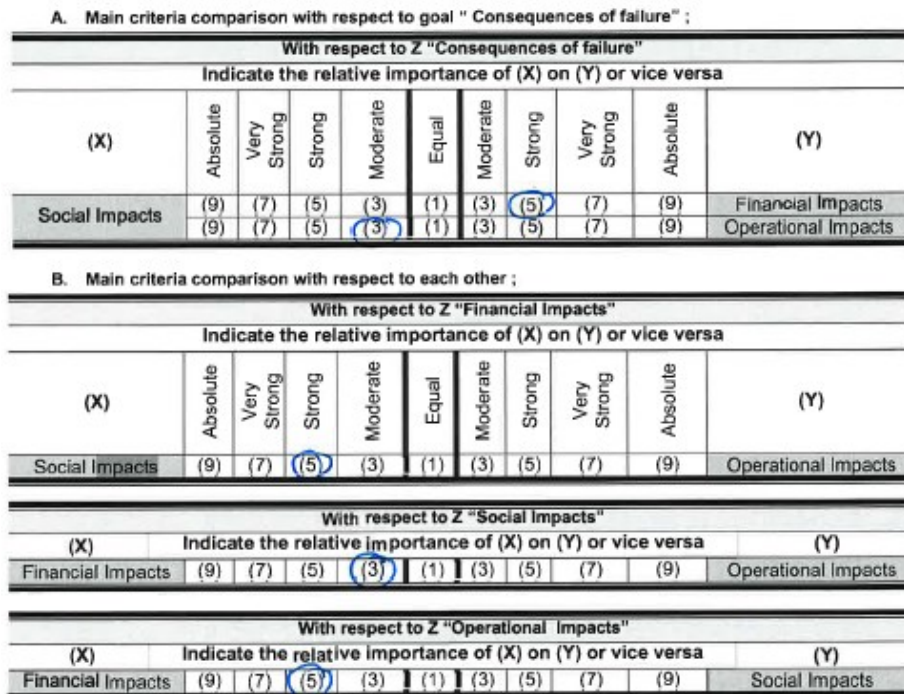 A. Main criteria comparison with respect to goal “ Consequences of failure” ;
With respect to Z “Consequences of failure”
Indicate the relative importance of (X) on (Y) or vice versa
(X) Absolute Very Strong Strong Moderate Equal Moderate Strong Very Strong Absolute (Y)
Social Impacts (9) (7) (5) (3) (1) (3) (5) (7) (9) Financial Impacts
(9) (7) (5) (3) (1) (3) (5) (7) (9) Operational Impacts
B. Main criteria comparison with respect to each other ;
With respect to Z “Financial Impacts”
Indicate the relative importance of (X) on (Y) or vice versa
(X) Absolute Very Strong Strong Moderate Equal Moderate Strong Very Strong Absolute (Y)
Social Impacts (9) (7) (5) (3) (1) (3) (5) (7) (9) Operational Impacts
With respect to Z “Social Impacts”
(X) Indicate the relative importance of (X) on (Y) or vice versa (Y)
Financial Impacts (9) (7) (5) (3) (1) (3) (5) (7) (9) Operational Impacts
With respect to Z “Operational Impacts”
(X) Indicate the relative importance of (X) on (Y) or vice versa (Y)
Financial Impacts (9) (7) (5) (3) (1) (3) (5) (7) (9) Social Impacts